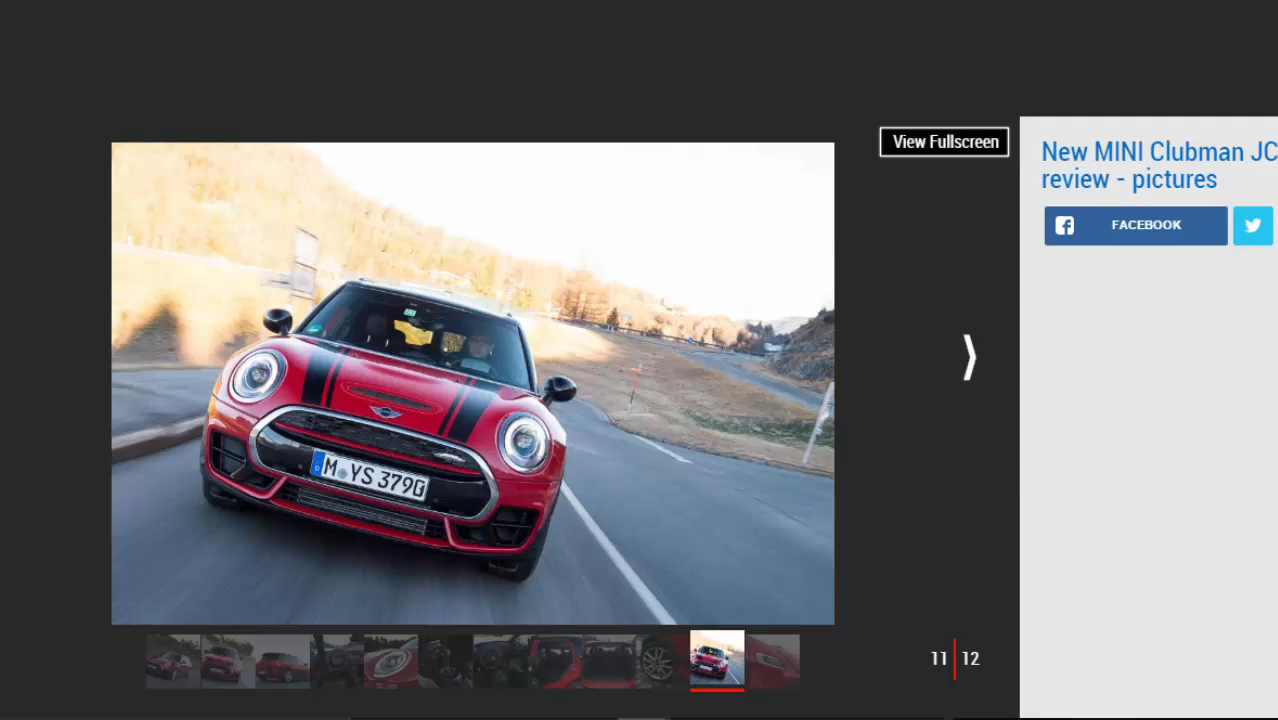 View Fullscreen
New MINI Clubman JC
review - pictures
FACEBOOK
M YS 3790
11 12